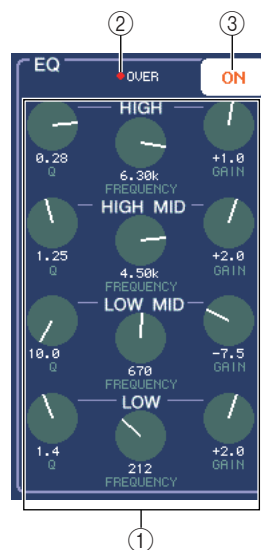 ② ③
EQ OVER ON
HIGH
0.28 6.30k +1.0
Q FREQUENCY GAIN
HIGH MID
1.25 4.50k +2.0
Q FREQUENCY GAIN
LOW MID
10.0 670 -7.5
Q FREQUENCY GAIN
LOW
1.4 212 +2.0
Q FREQUENCY GAIN
①